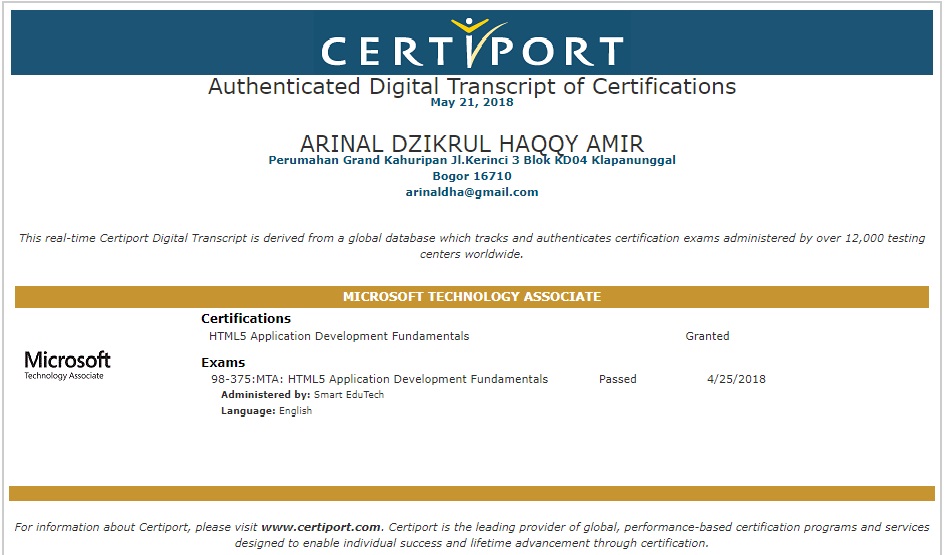 CERTIPORT
Authenticated Digital Transcript of Certifications
May 21, 2018
ARINAL DZIKRUL HAQQY AMIR
Perumahan Grand Kahuripan Jl.Kerinci 3 Blok KD04 Klapanunggal
Bogor 16710
arinaldha@gmail.com
This real-time Certiport Digital Transcript is derived from a global database which tracks and authenticates certification exams administered by over 12,000 testing
centers worldwide.
MICROSOFT TECHNOLOGY ASSOCIATE
Certifications
HTML5 Application Development Fundamentals Granted
Microsoft
Technology Associate
Exams
98-375:MTA: HTML5 Application Development Fundamentals Passed 4/25/2018
Administered by: Smart EduTech
Language: English
For information about Certiport, please visit www.certiport.com. Certiport is the leading provider of global, performance-based certification programs and services
designed to enable individual success and lifetime advancement through certification.